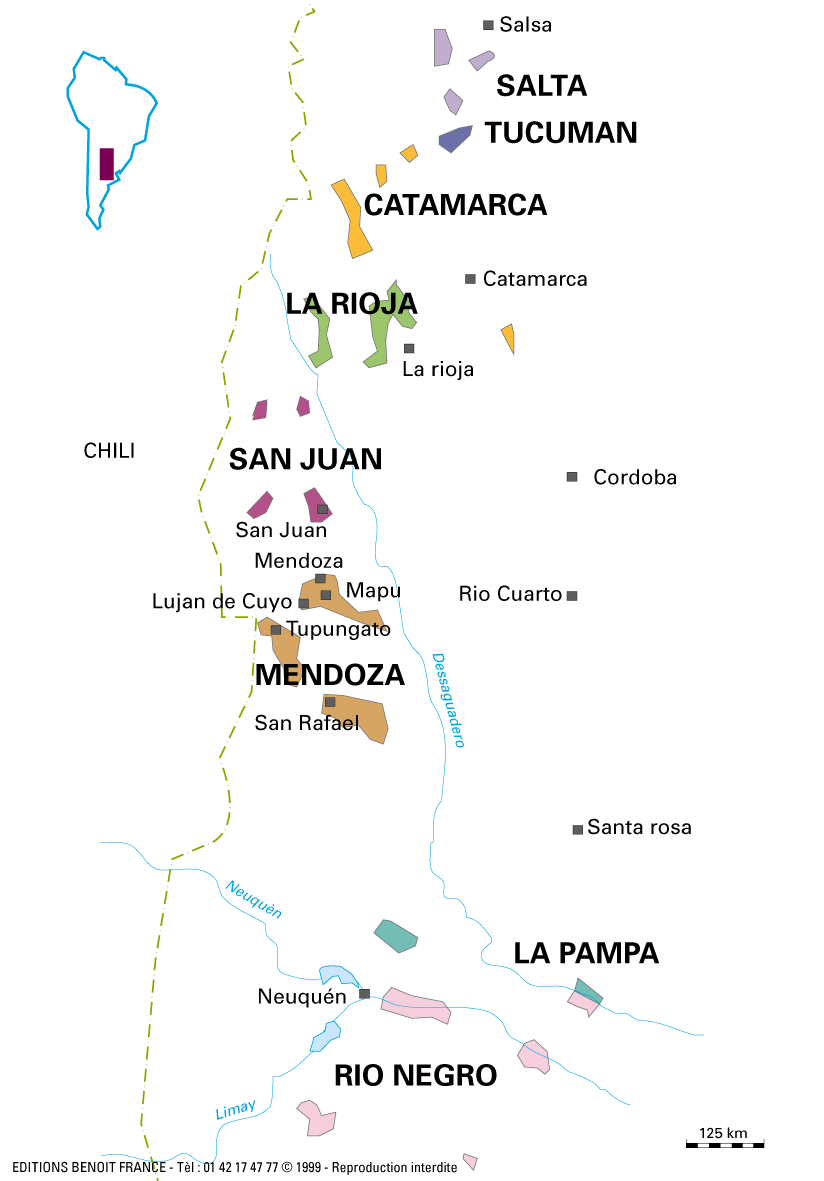 Salsa
SALTA
TUCUMAN
CATAMARCA
Catamarca
LA RIOJA
La rioja
CHILI
SAN JUAN
Cordoba
San Juan
Mendoza
Mapu
Lujan de Cuyo
Rio Cuarto
Tupungato
MENDOZA
Dessaguadero
San Rafael
Santa rosa
Neuquèn
LA PAMPA
Neuquén
RIO NEGRO
Limay
125 km
EDITIONS BENOIT FRANCE - Tèl : 01 42 17 47 77 © 1999 - Reproduction interdite